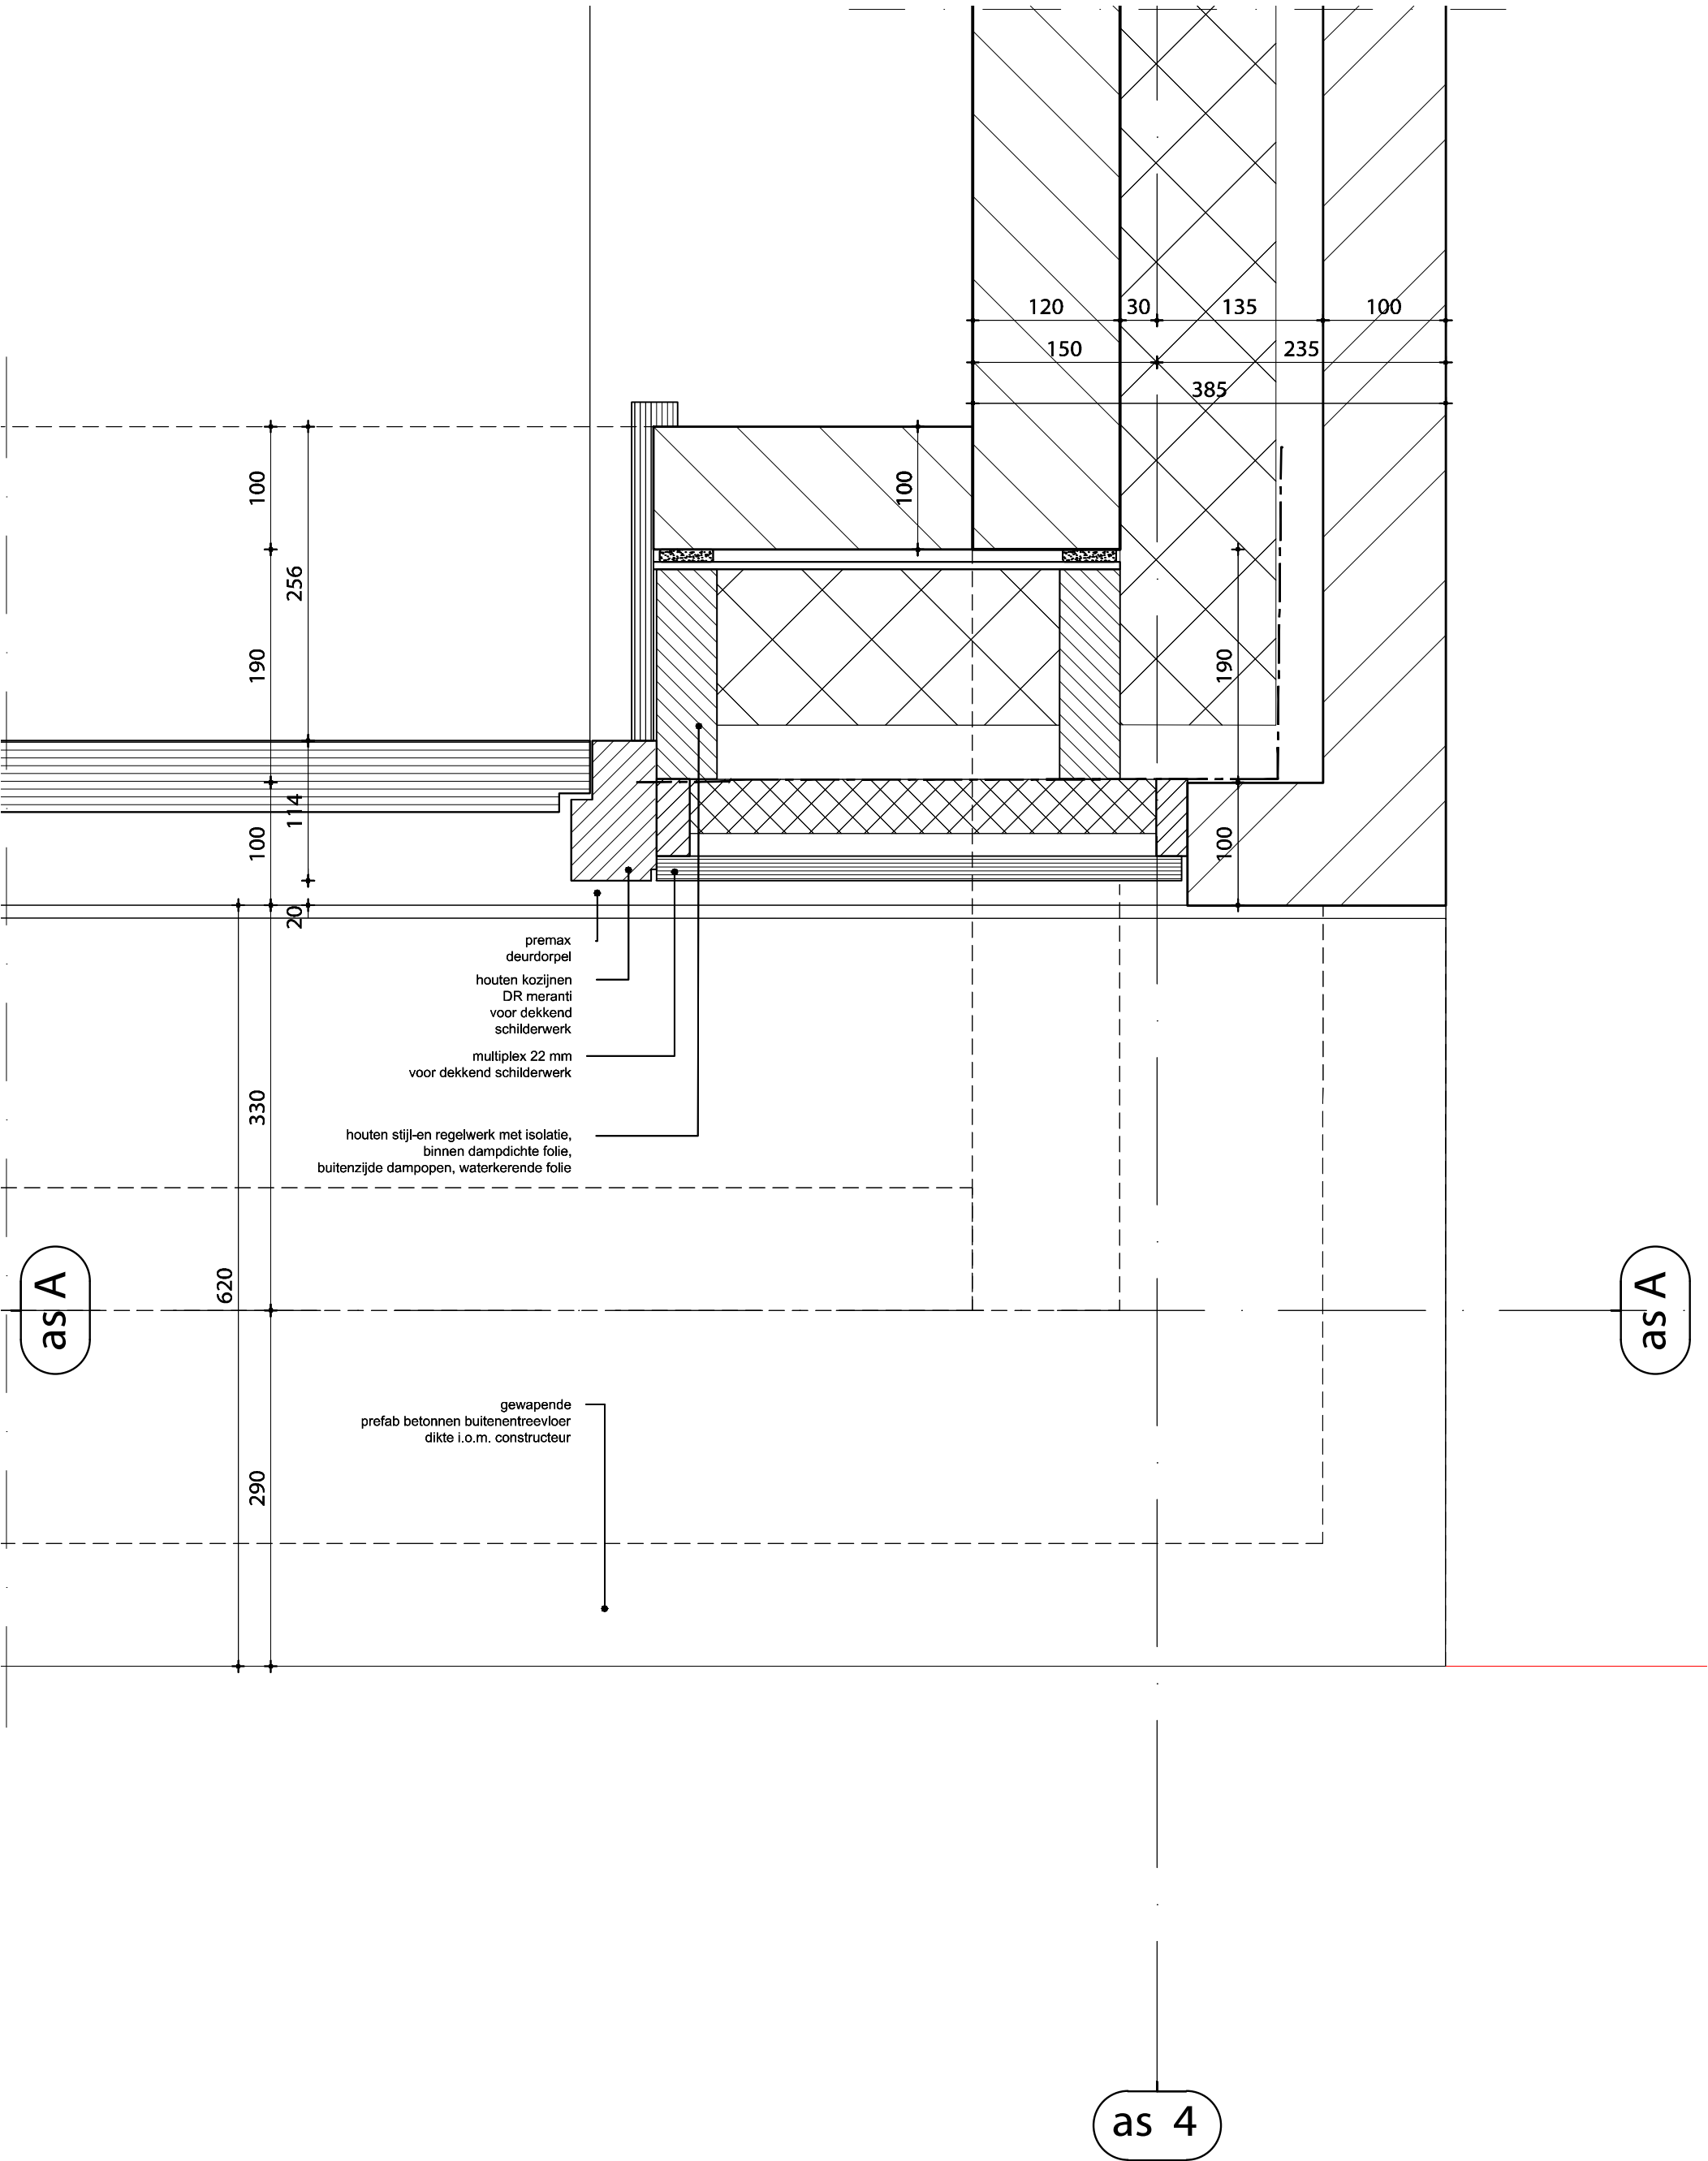 120
30
135
100
150
235
385
100
256
100
190
190
114
100
100
20
premax
deurdorpel
houten kozijnen
DR meranti
voor dekkend
schilderwerk
multiplex 22 mm
voor dekkend schilderwerk
330
houten stijl-en regelwerk met isolatie,
binnen dampdichte folie,
buitenzijde dampopen, waterkerende folie
620
as A
as A
gewapende
prefab betonnen buitenentreevloer
dikte i.o.m. constructeur
290
as 4